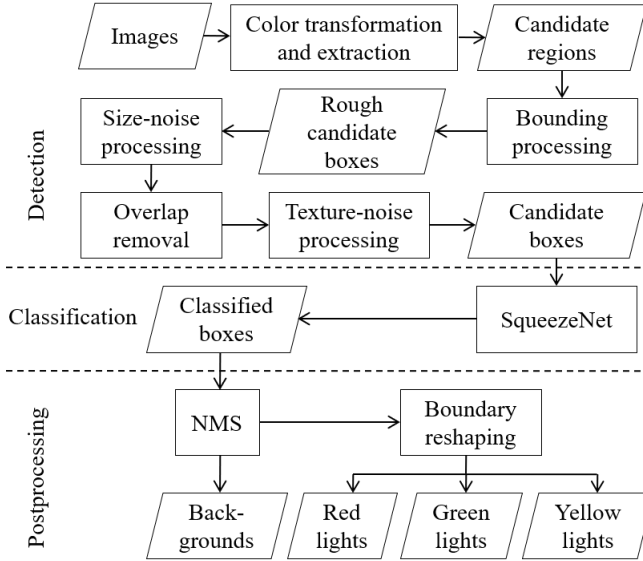 Images
Color transformation
and extraction
Candidate
regions
Size-noise
processing
Rough
candidate
boxes
Bounding
processing
Detection
Overlap
removal
Texture-noise
processing
Candidate
boxes
Classification
Classified
boxes
SqueezeNet
Postprocessing
NMS
Boundary
reshaping
Back-
grounds
Red
lights
Green
lights
Yellow
lights